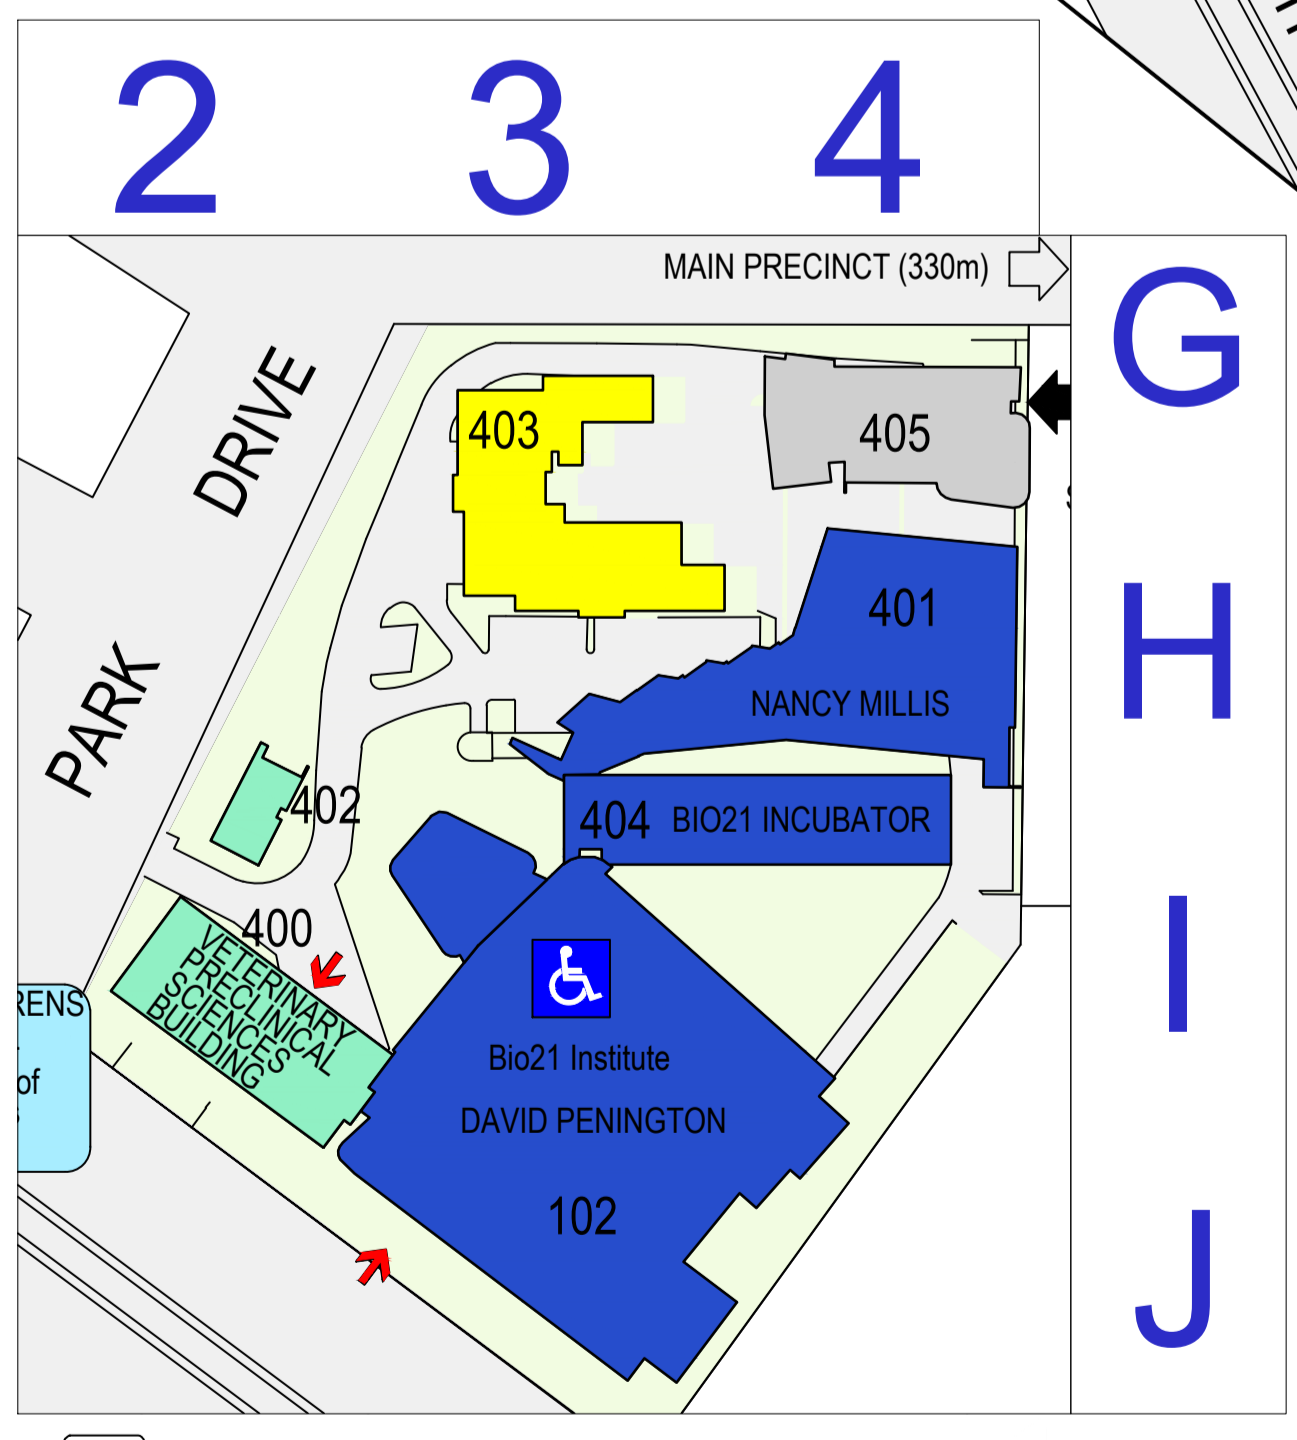 2 3 4
MAIN PRECINCT (330m)
G
DRIVE
403
405
H
401
NANCY MILLIS
PARK
402
404 BIO21 INCUBATOR
400
VETERINARY
PRECLINICAL
SCIENCES
BUILDING
I
RENS
of
Bio21 Institute
DAVID PENINGTON
102
J